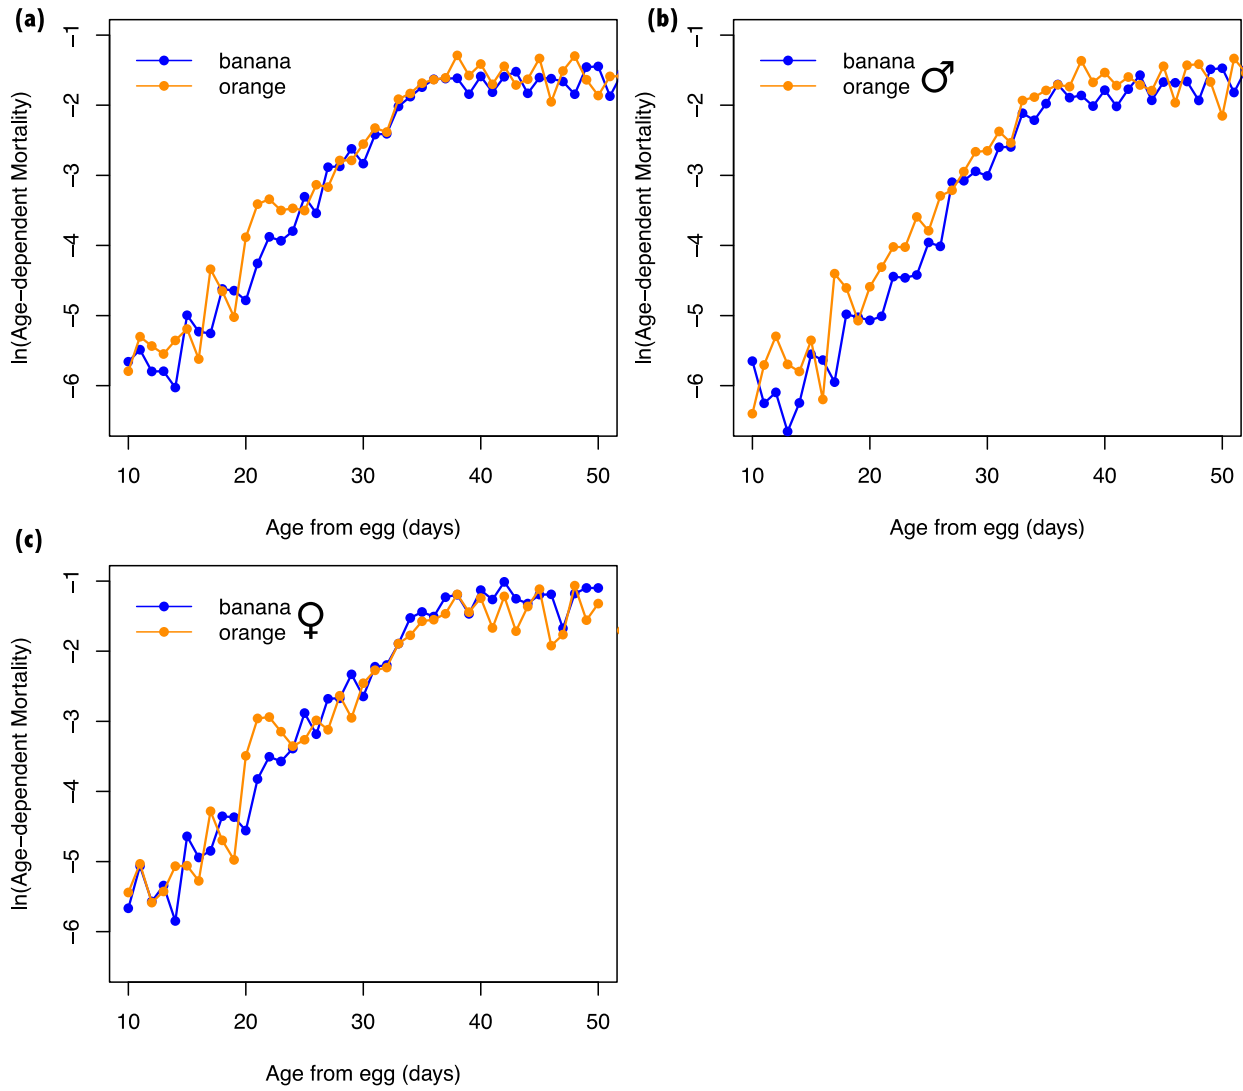 (a)
banana
orange
ln(Age−dependent Mortality)
−1
−2
−3
−4
−5
−6
10 20 30 40 50
Age from egg (days)
(b)
banana
orange ♂
ln(Age−dependent Mortality)
−1
−2
−3
−4
−5
−6
10 20 30 40 50
Age from egg (days)
(c)
banana
orange ♀
ln(Age−dependent Mortality)
−1
−2
−3
−4
−5
−6
10 20 30 40 50
Age from egg (days)